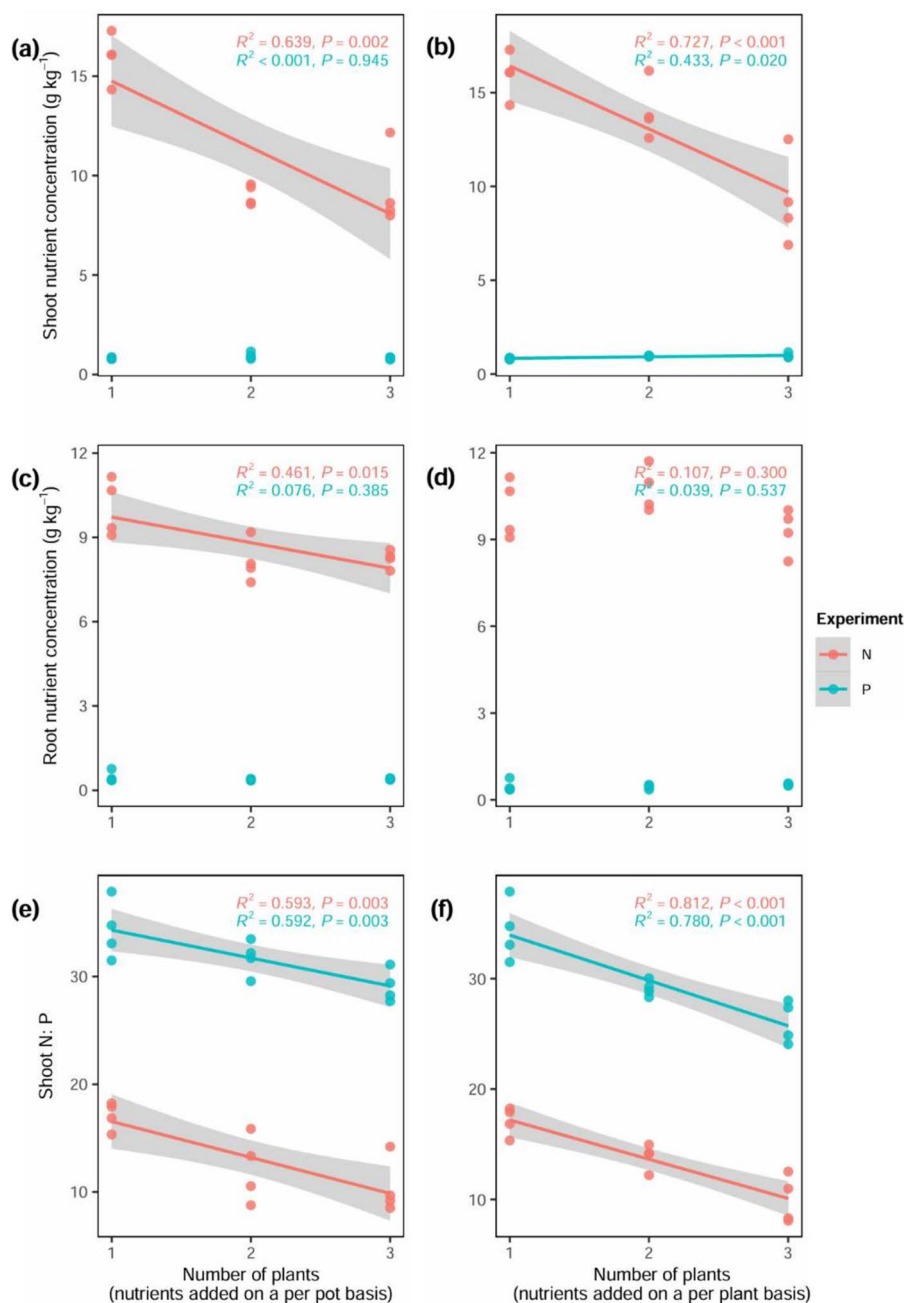 (a)
R² = 0.639, P = 0.002
R² < 0.001, P = 0.945
Shoot nutrient concentration (g kg⁻¹)
15
10
5
0
1 2 3
(b)
R² = 0.727, P < 0.001
R² = 0.433, P = 0.020
15
10
5
0
1 2 3
(c)
R² = 0.461, P = 0.015
R² = 0.076, P = 0.385
Root nutrient concentration (g kg⁻¹)
12
9
6
3
0
1 2 3
(d)
R² = 0.107, P = 0.300
R² = 0.039, P = 0.537
12
9
6
3
0
1 2 3
Experiment
N
P
(e)
R² = 0.593, P = 0.003
R² = 0.592, P = 0.003
Shoot N: P
30
20
10
1 2 3
Number of plants
(nutrients added on a per pot basis)
(f)
R² = 0.812, P < 0.001
R² = 0.780, P < 0.001
30
20
10
1 2 3
Number of plants
(nutrients added on a per plant basis)